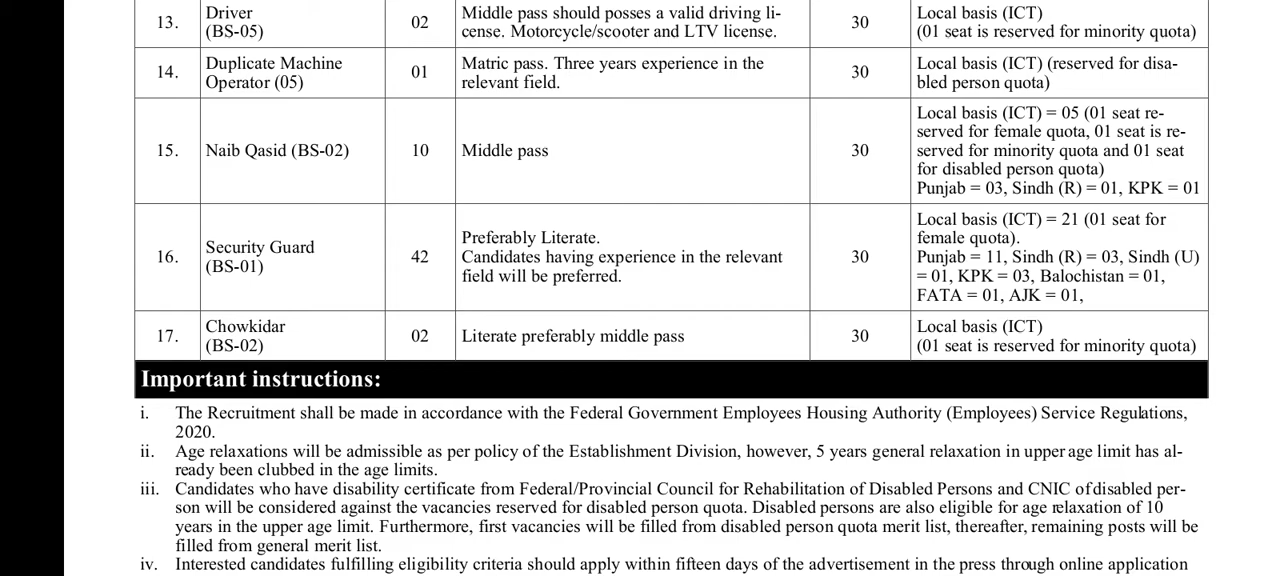 13.
Driver
(BS-05)
02
Middle pass should posses a valid driving li-
cense. Motorcycle/scooter and LTV license.
30
Local basis (ICT)
(01 seat is reserved for minority quota)
14.
Duplicate Machine
Operator (05)
01
Matric pass. Three years experience in the
relevant field.
30
Local basis (ICT) (reserved for disa-
bled person quota)
15.
Naib Qasid (BS-02)
10
Middle pass
30
Local basis (ICT) = 05 (01 seat re-
served for female quota, 01 seat is re-
served for minority quota and 01 seat
for disabled person quota)
Punjab = 03, Sindh (R) = 01, KPK = 01
16.
Security Guard
(BS-01)
42
Preferably Literate.
Candidates having experience in the relevant
field will be preferred.
30
Local basis (ICT) = 21 (01 seat for
female quota).
Punjab = 11, Sindh (R) = 03, Sindh (U)
= 01, KPK = 03, Balochistan = 01,
FATA = 01, AJK = 01,
17.
Chowkidar
(BS-02)
02
Literate preferably middle pass
30
Local basis (ICT)
(01 seat is reserved for minority quota)
Important instructions:
i. The Recruitment shall be made in accordance with the Federal Government Employees Housing Authority (Employees) Service Regulations,
2020.
ii. Age relaxations will be admissible as per policy of the Establishment Division, however, 5 years general relaxation in upper age limit has al-
ready been clubbed in the age limits.
iii. Candidates who have disability certificate from Federal/Provincial Council for Rehabilitation of Disabled Persons and CNIC of disabled per-
son will be considered against the vacancies reserved for disabled person quota. Disabled persons are also eligible for age relaxation of 10
years in the upper age limit. Furthermore, first vacancies will be filled from disabled person quota merit list, thereafter, remaining posts will be
filled from general merit list.
iv. Interested candidates fulfilling eligibility criteria should apply within fifteen days of the advertisement in the press through online application